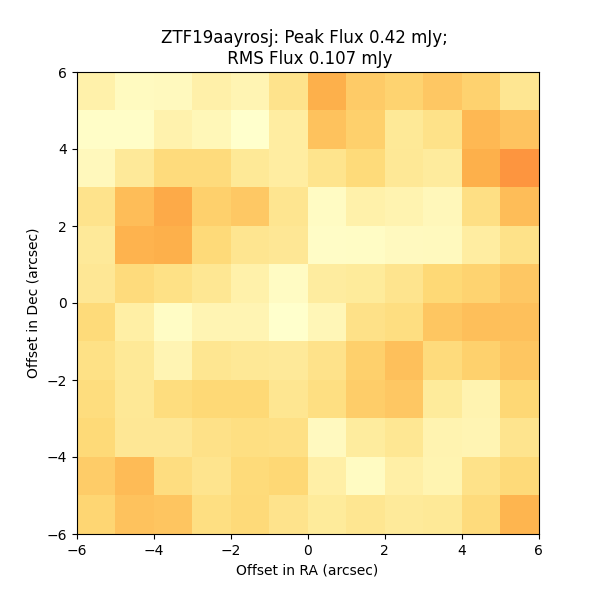 ZTF19aayrosj: Peak Flux 0.42 mJy;
RMS Flux 0.107 mJy
6
4
2
0
−2
−4
−6
Offset in Dec (arcsec)
−6 −4 −2 0 2 4 6
Offset in RA (arcsec)